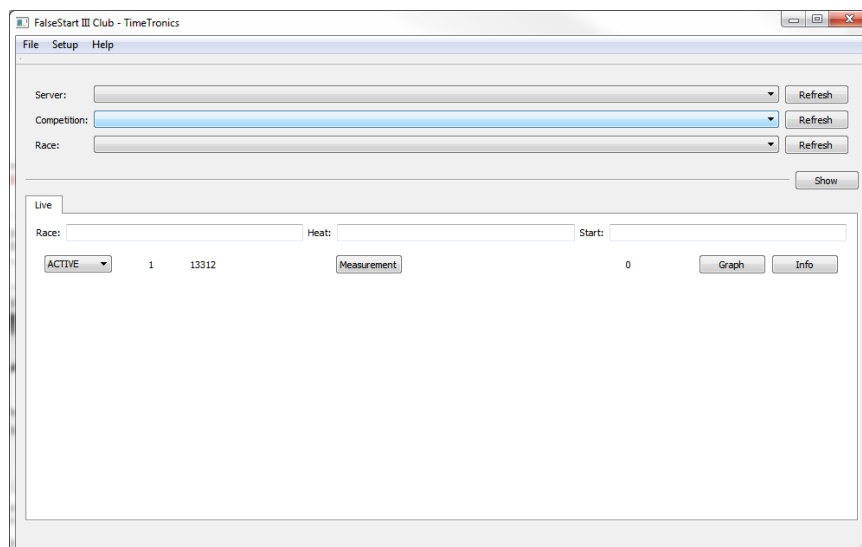 FalseStart III Club - TimeTronics
File Setup Help
Server: Refresh
Competition: Refresh
Race: Refresh
Show
Live
Race: Heat: Start:
ACTIVE 1 13312 Measurement 0 Graph Info